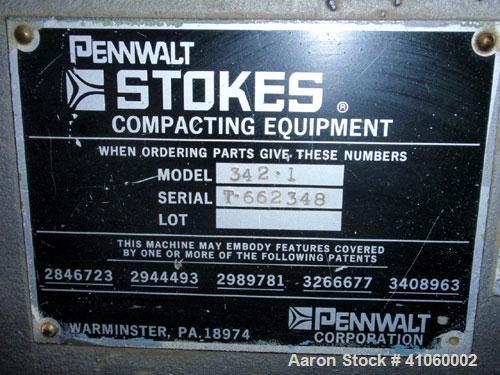 PENNWALT
STOKES ®
COMPACTING EQUIPMENT
WHEN ORDERING PARTS GIVE THESE NUMBERS
MODEL 342-1
SERIAL T-662348
LOT
THIS MACHINE MAY EMBODY FEATURES COVERED
BY ONE OR MORE OF THE FOLLOWING PATENTS
2846723 2944493 2989781 3266677 3408963
PENNWALT
WARMINSTER, PA. 18974 CORPORATION
Aaron Stock # 41060002